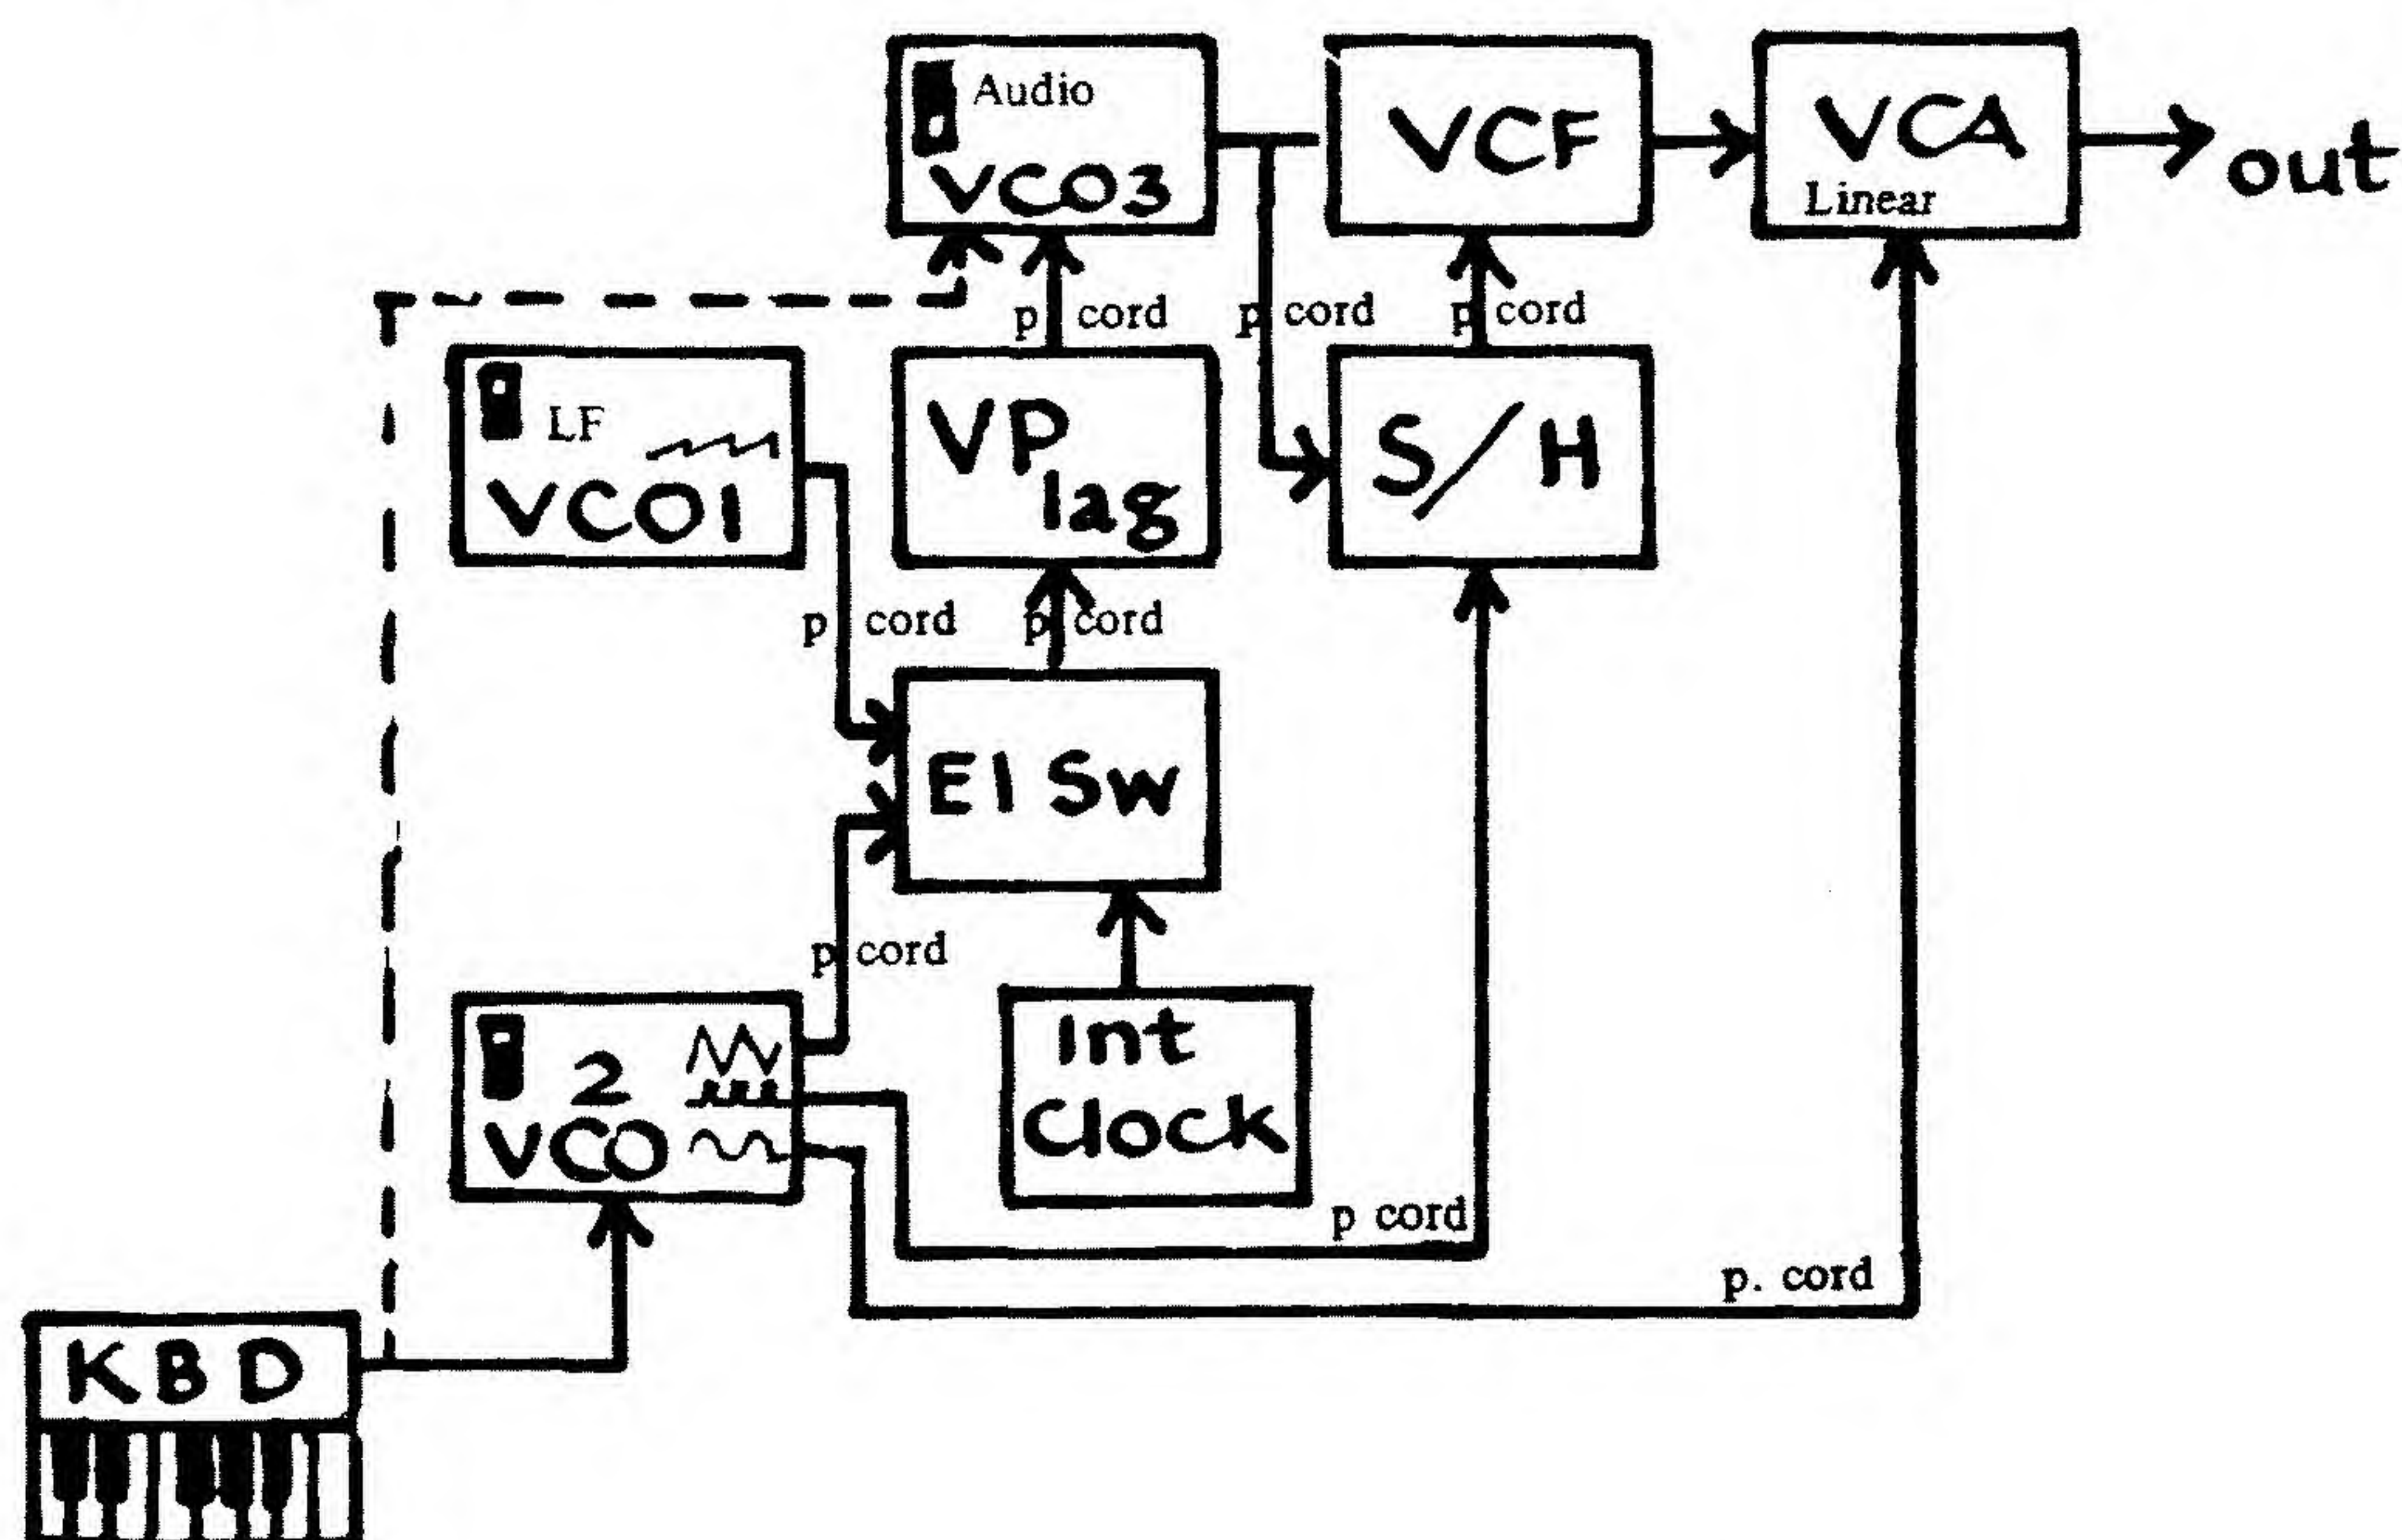 Audio
VCO3
VCF
VCA
Linear
out
p cord
p cord
p cord
LF
VCO1
VP
lag
S/H
p cord
p cord
El Sw
p cord
2
VCO
Int
Clock
p cord
p. cord
KBD